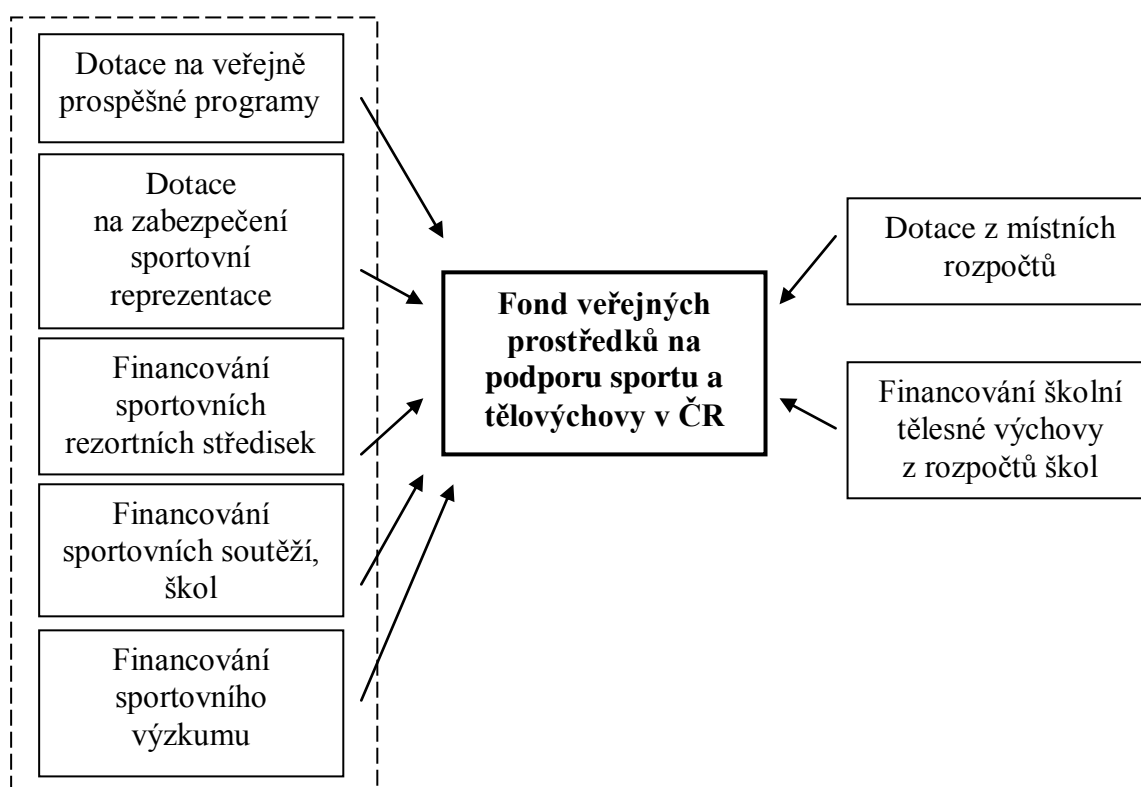 Dotace na veřejně
prospěšné programy
Dotace
na zabezpečení
sportovní
reprezentace
Financování
sportovních
rezortních středisek
Financování
sportovních soutěží,
škol
Financování
sportovního
výzkumu
Fond veřejných
prostředků na
podporu sportu a
tělovýchovy v ČR
Dotace z místních
rozpočtů
Financování školní
tělesné výchovy
z rozpočtů škol